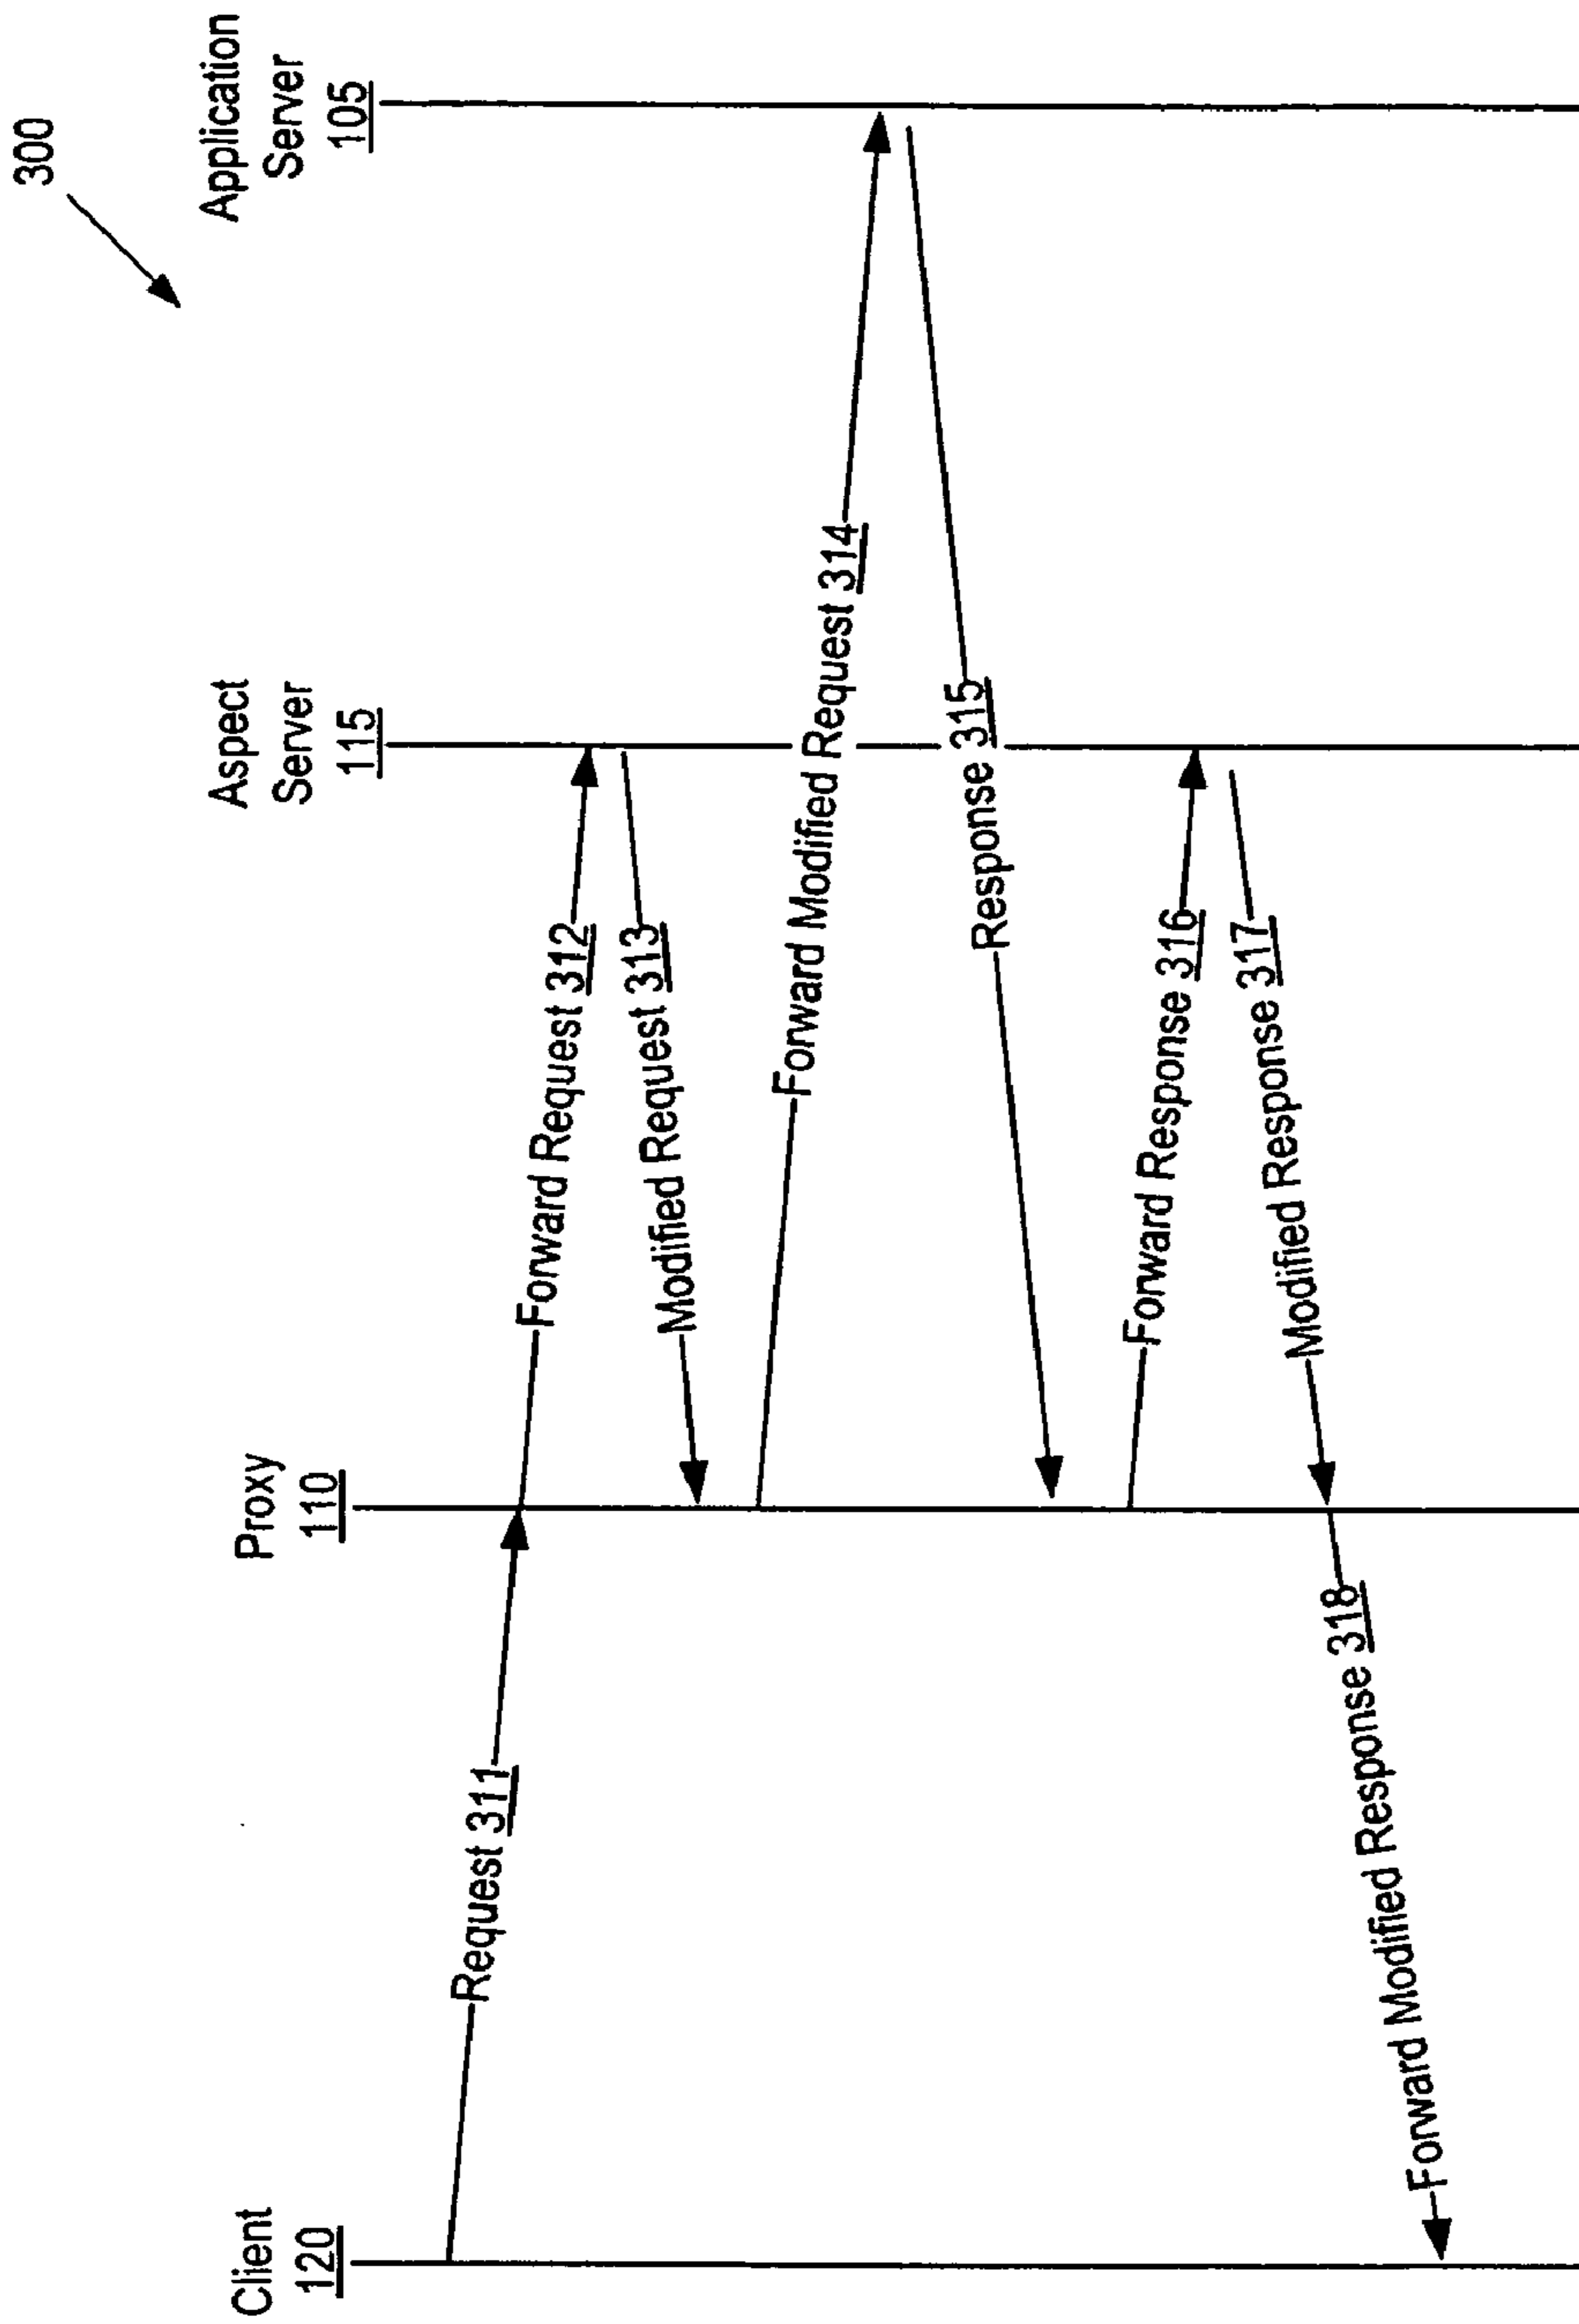 300
Client
120
Proxy
110
Aspect
Server
115
Application
Server
105
Request 311
Forward Request 312
Modified Request 313
Forward Modified Request 314
Response 315
Forward Response 316
Modified Response 317
Forward Modified Response 318